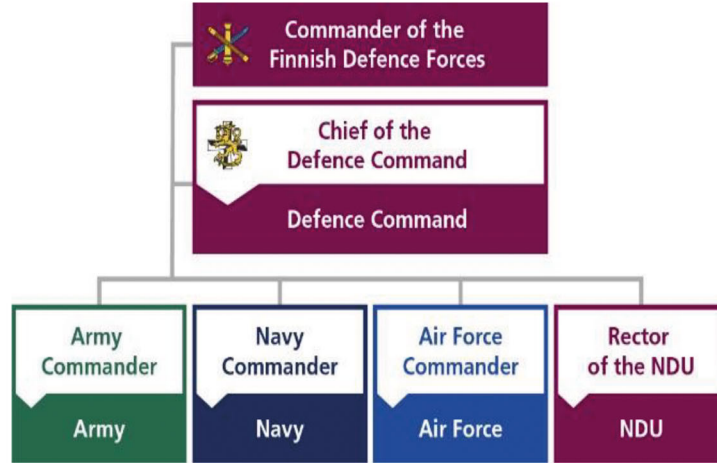 Commander of the
Finnish Defence Forces
Chief of the
Defence Command
Defence Command
Army
Commander
Army
Navy
Commander
Navy
Air Force
Commander
Air Force
Rector
of the NDU
NDU